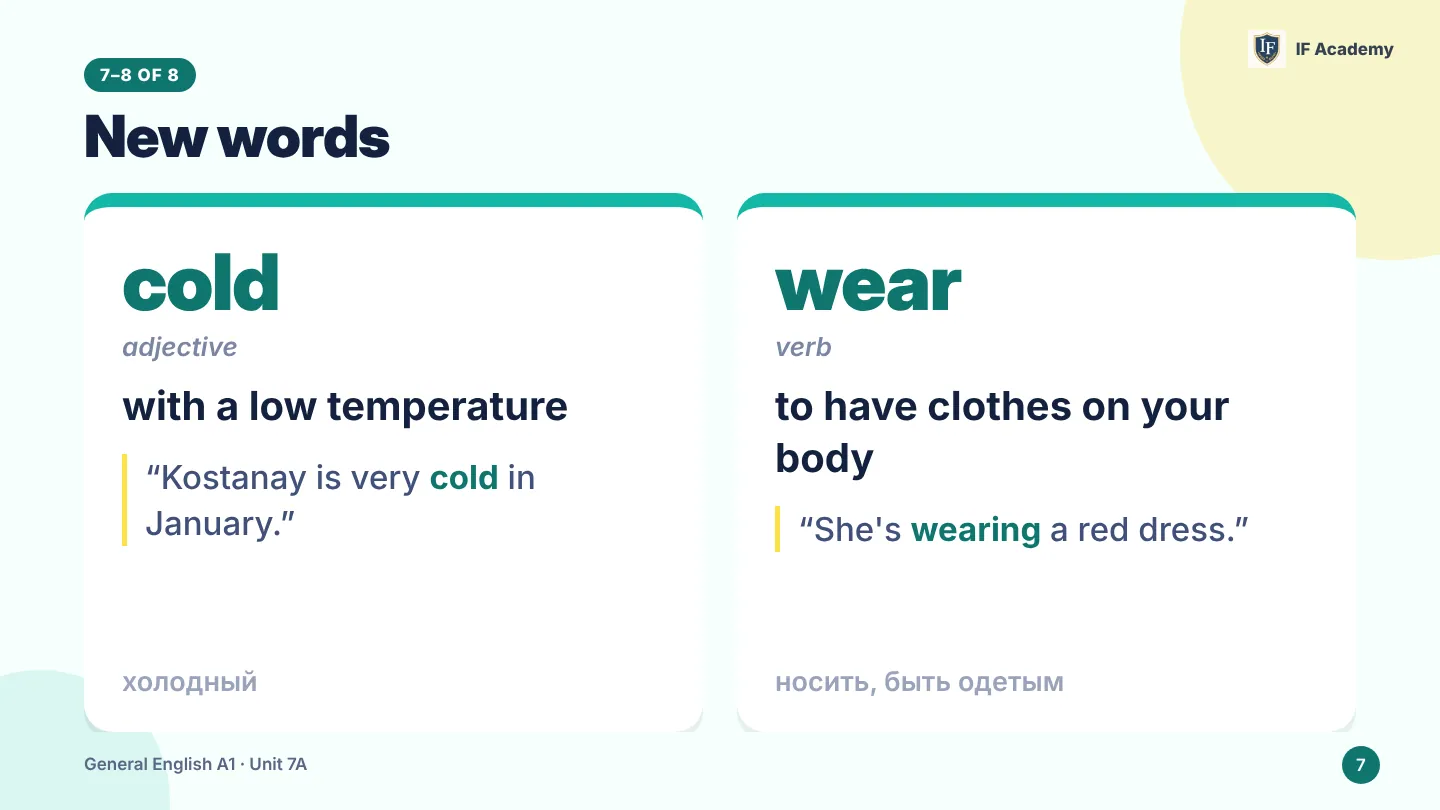 IF
IF Academy
7–8 OF 8
New words
cold
adjective
with a low temperature
“Kostanay is very cold in
January.”
холодный
wear
verb
to have clothes on your
body
“She's wearing a red dress.”
носить, быть одетым
General English A1 · Unit 7A
7